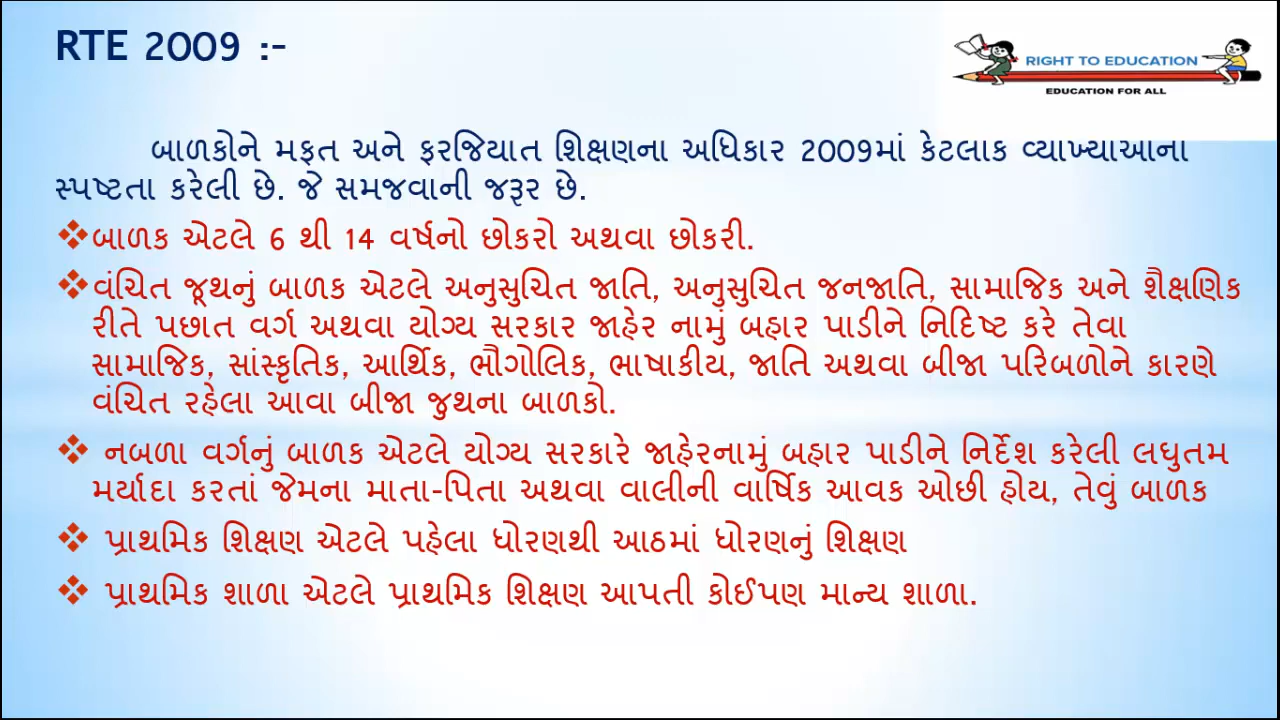 RTE 2009 :-
RIGHT TO EDUCATION
EDUCATION FOR ALL
બાળકોને મફત અને ફરજિયાત શિક્ષણના અધિકાર 2009માં કેટલાક વ્યાખ્યાઓની
સ્પષ્ટતા કરેલી છે. જે સમજવાની જરૂર છે.
❖બાળક એટલે 6 થી 14 વર્ષનો છોકરો અથવા છોકરી.
❖વંચિત જૂથનું બાળક એટલે અનુસુચિત જાતિ, અનુસુચિત જનજાતિ, સામાજિક અને શૈક્ષણિક
રીતે પછાત વર્ગ અથવા યોગ્ય સરકાર જાહેર નામું બહાર પાડીને નિર્દિષ્ટ કરે તેવા
સામાજિક, સાંસ્કૃતિક, આર્થિક, ભૌગોલિક, ભાષાકીય, જાતિ અથવા બીજા પરિબળોને કારણે
વંચિત રહેલા આવા બીજા જુથના બાળકો.
❖ નબળા વર્ગનું બાળક એટલે યોગ્ય સરકારે જાહેરનામું બહાર પાડીને નિર્દેશ કરેલી લધુતમ
મર્યાદા કરતાં જેમના માતા-પિતા અથવા વાલીની વાર્ષિક આવક ઓછી હોય, તેવું બાળક
❖ પ્રાથમિક શિક્ષણ એટલે પહેલા ધોરણથી આઠમાં ધોરણનું શિક્ષણ
❖ પ્રાથમિક શાળા એટલે પ્રાથમિક શિક્ષણ આપતી કોઈપણ માન્ય શાળા.